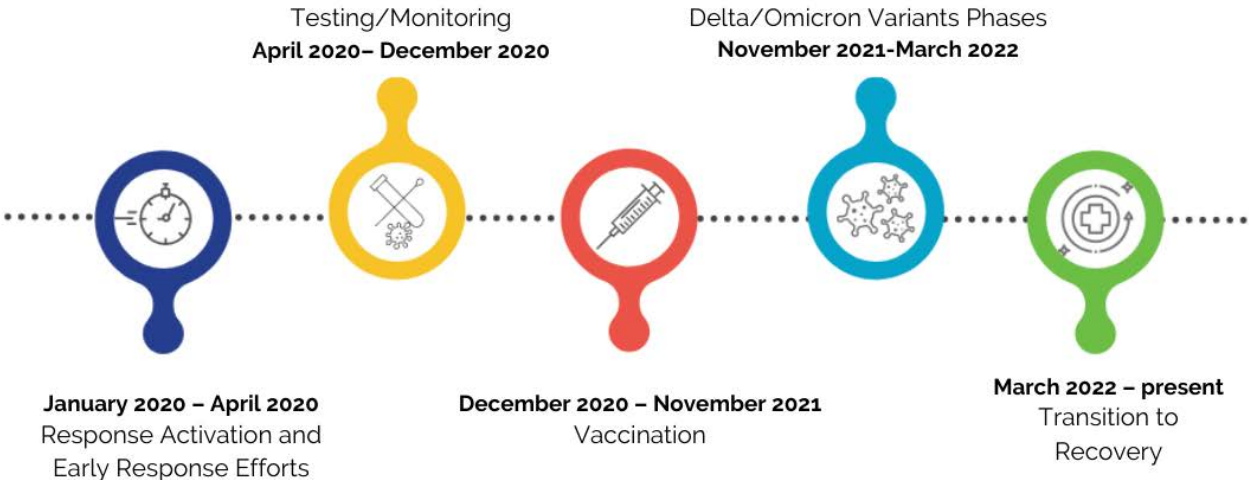 Testing/Monitoring
April 2020– December 2020
Delta/Omicron Variants Phases
November 2021-March 2022
January 2020 – April 2020
Response Activation and
Early Response Efforts
December 2020 – November 2021
Vaccination
March 2022 – present
Transition to
Recovery